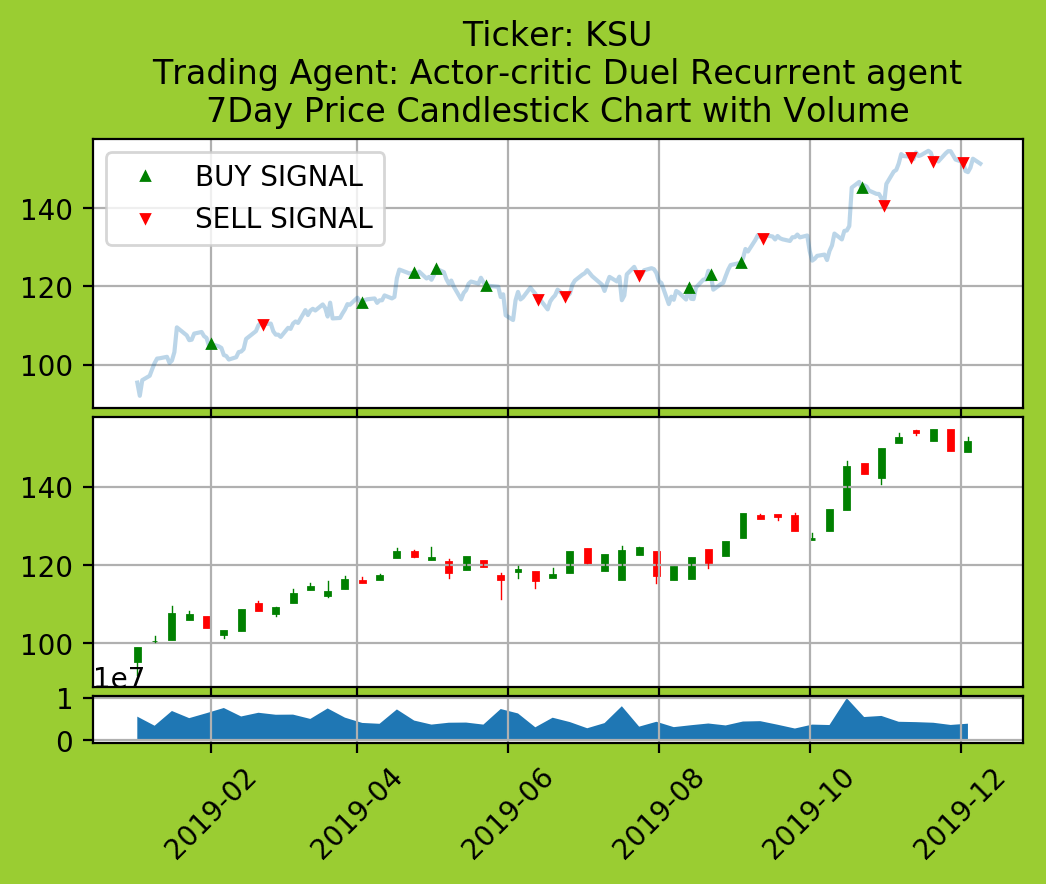 Ticker: KSU
Trading Agent: Actor-critic Duel Recurrent agent
7Day Price Candlestick Chart with Volume
BUY SIGNAL
SELL SIGNAL
140
120
100
140
120
100
1e7
1
0
2019-02
2019-04
2019-06
2019-08
2019-10
2019-12